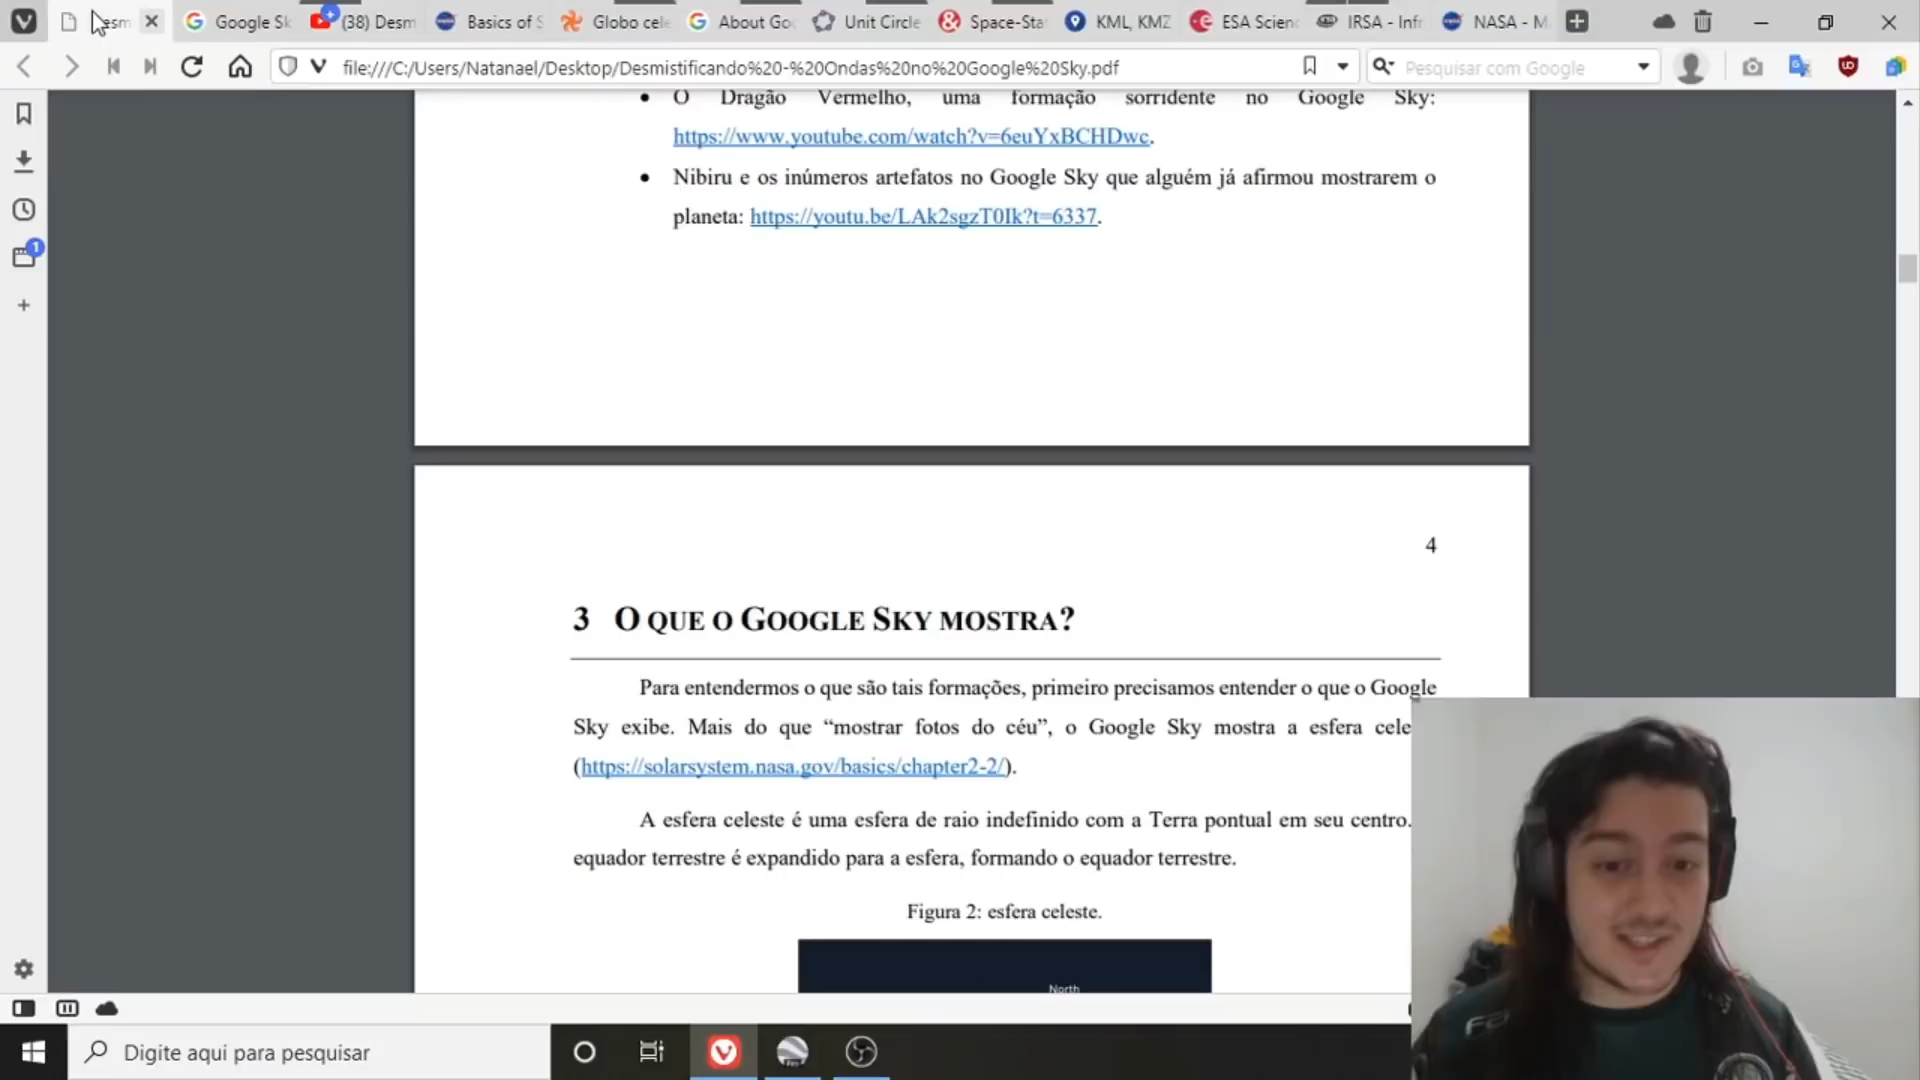 Desm
Google Sk
(38) Desm
Basics of S
Globo cele
About Goo
Unit Circle
Space-Sta
KML, KMZ
ESA Scienc
IRSA - Infr
NASA - M
file:///C:/Users/Natanael/Desktop/Desmistificando%20-%20Ondas%20no%20Google%20Sky.pdf
Pesquisar com Google
1
• O Dragão Vermelho, uma formação sorridente no Google Sky:
https://www.youtube.com/watch?v=6euYxBCHDwc.
• Nibiru e os inúmeros artefatos no Google Sky que alguém já afirmou mostrarem o
planeta: https://youtu.be/LAk2sgzT0Ik?t=6337.
4
3 O QUE O GOOGLE SKY MOSTRA?
Para entendermos o que são tais formações, primeiro precisamos entender o que o Google
Sky exibe. Mais do que “mostrar fotos do céu”, o Google Sky mostra a esfera cele
(https://solarsystem.nasa.gov/basics/chapter2-2/).
A esfera celeste é uma esfera de raio indefinido com a Terra pontual em seu centro.
equador terrestre é expandido para a esfera, formando o equador terrestre.
Figura 2: esfera celeste.
North
Digite aqui para pesquisar